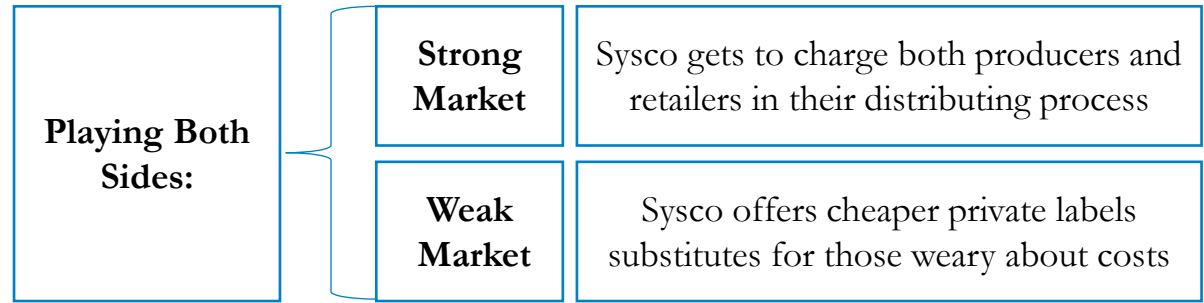 Playing Both
Sides:
Strong
Market
Sysco gets to charge both producers and
retailers in their distributing process
Weak
Market
Sysco offers cheaper private labels
substitutes for those weary about costs